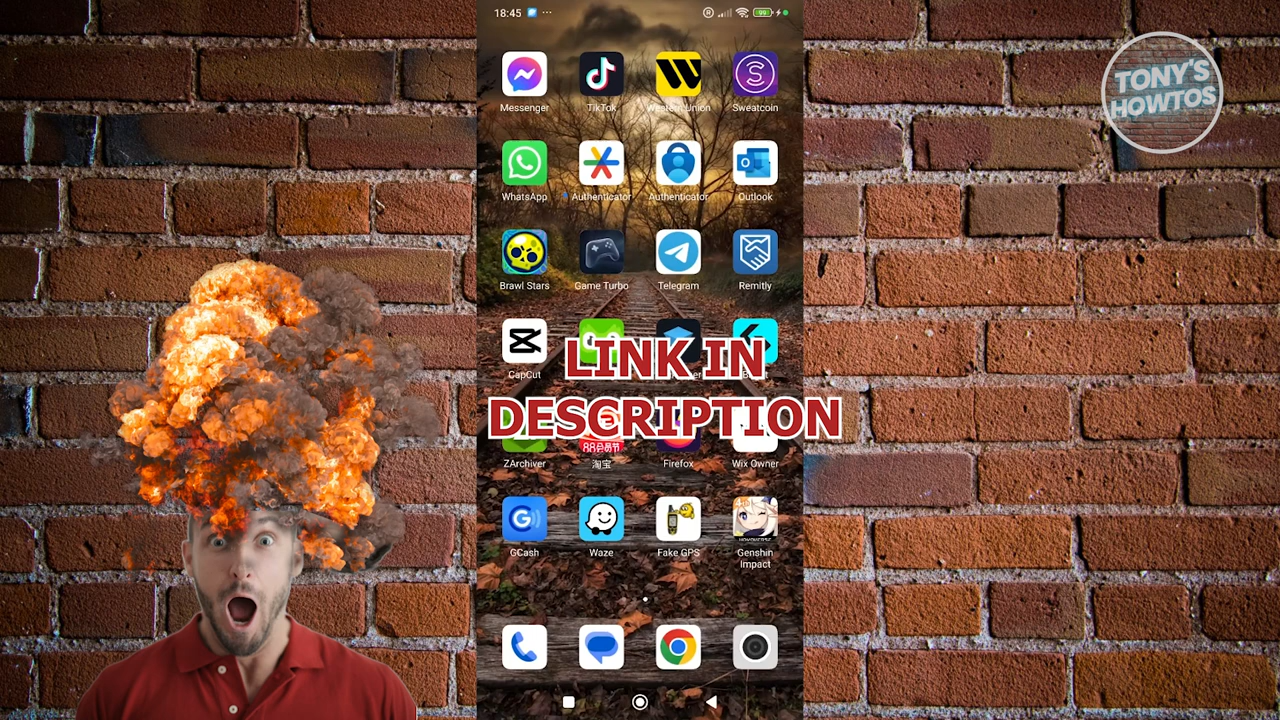 18:45
99
TONY'S
HOWTOS
Messenger
TikTok
Western Union
Sweatcoin
WhatsApp
Authenticator
Authenticator
Outlook
Brawl Stars
Game Turbo
Telegram
Remitly
CapCut
LINK IN
DESCRIPTION
ZArchiver
淘宝
Firefox
Wix Owner
GCash
Waze
Fake GPS
Genshin
Impact